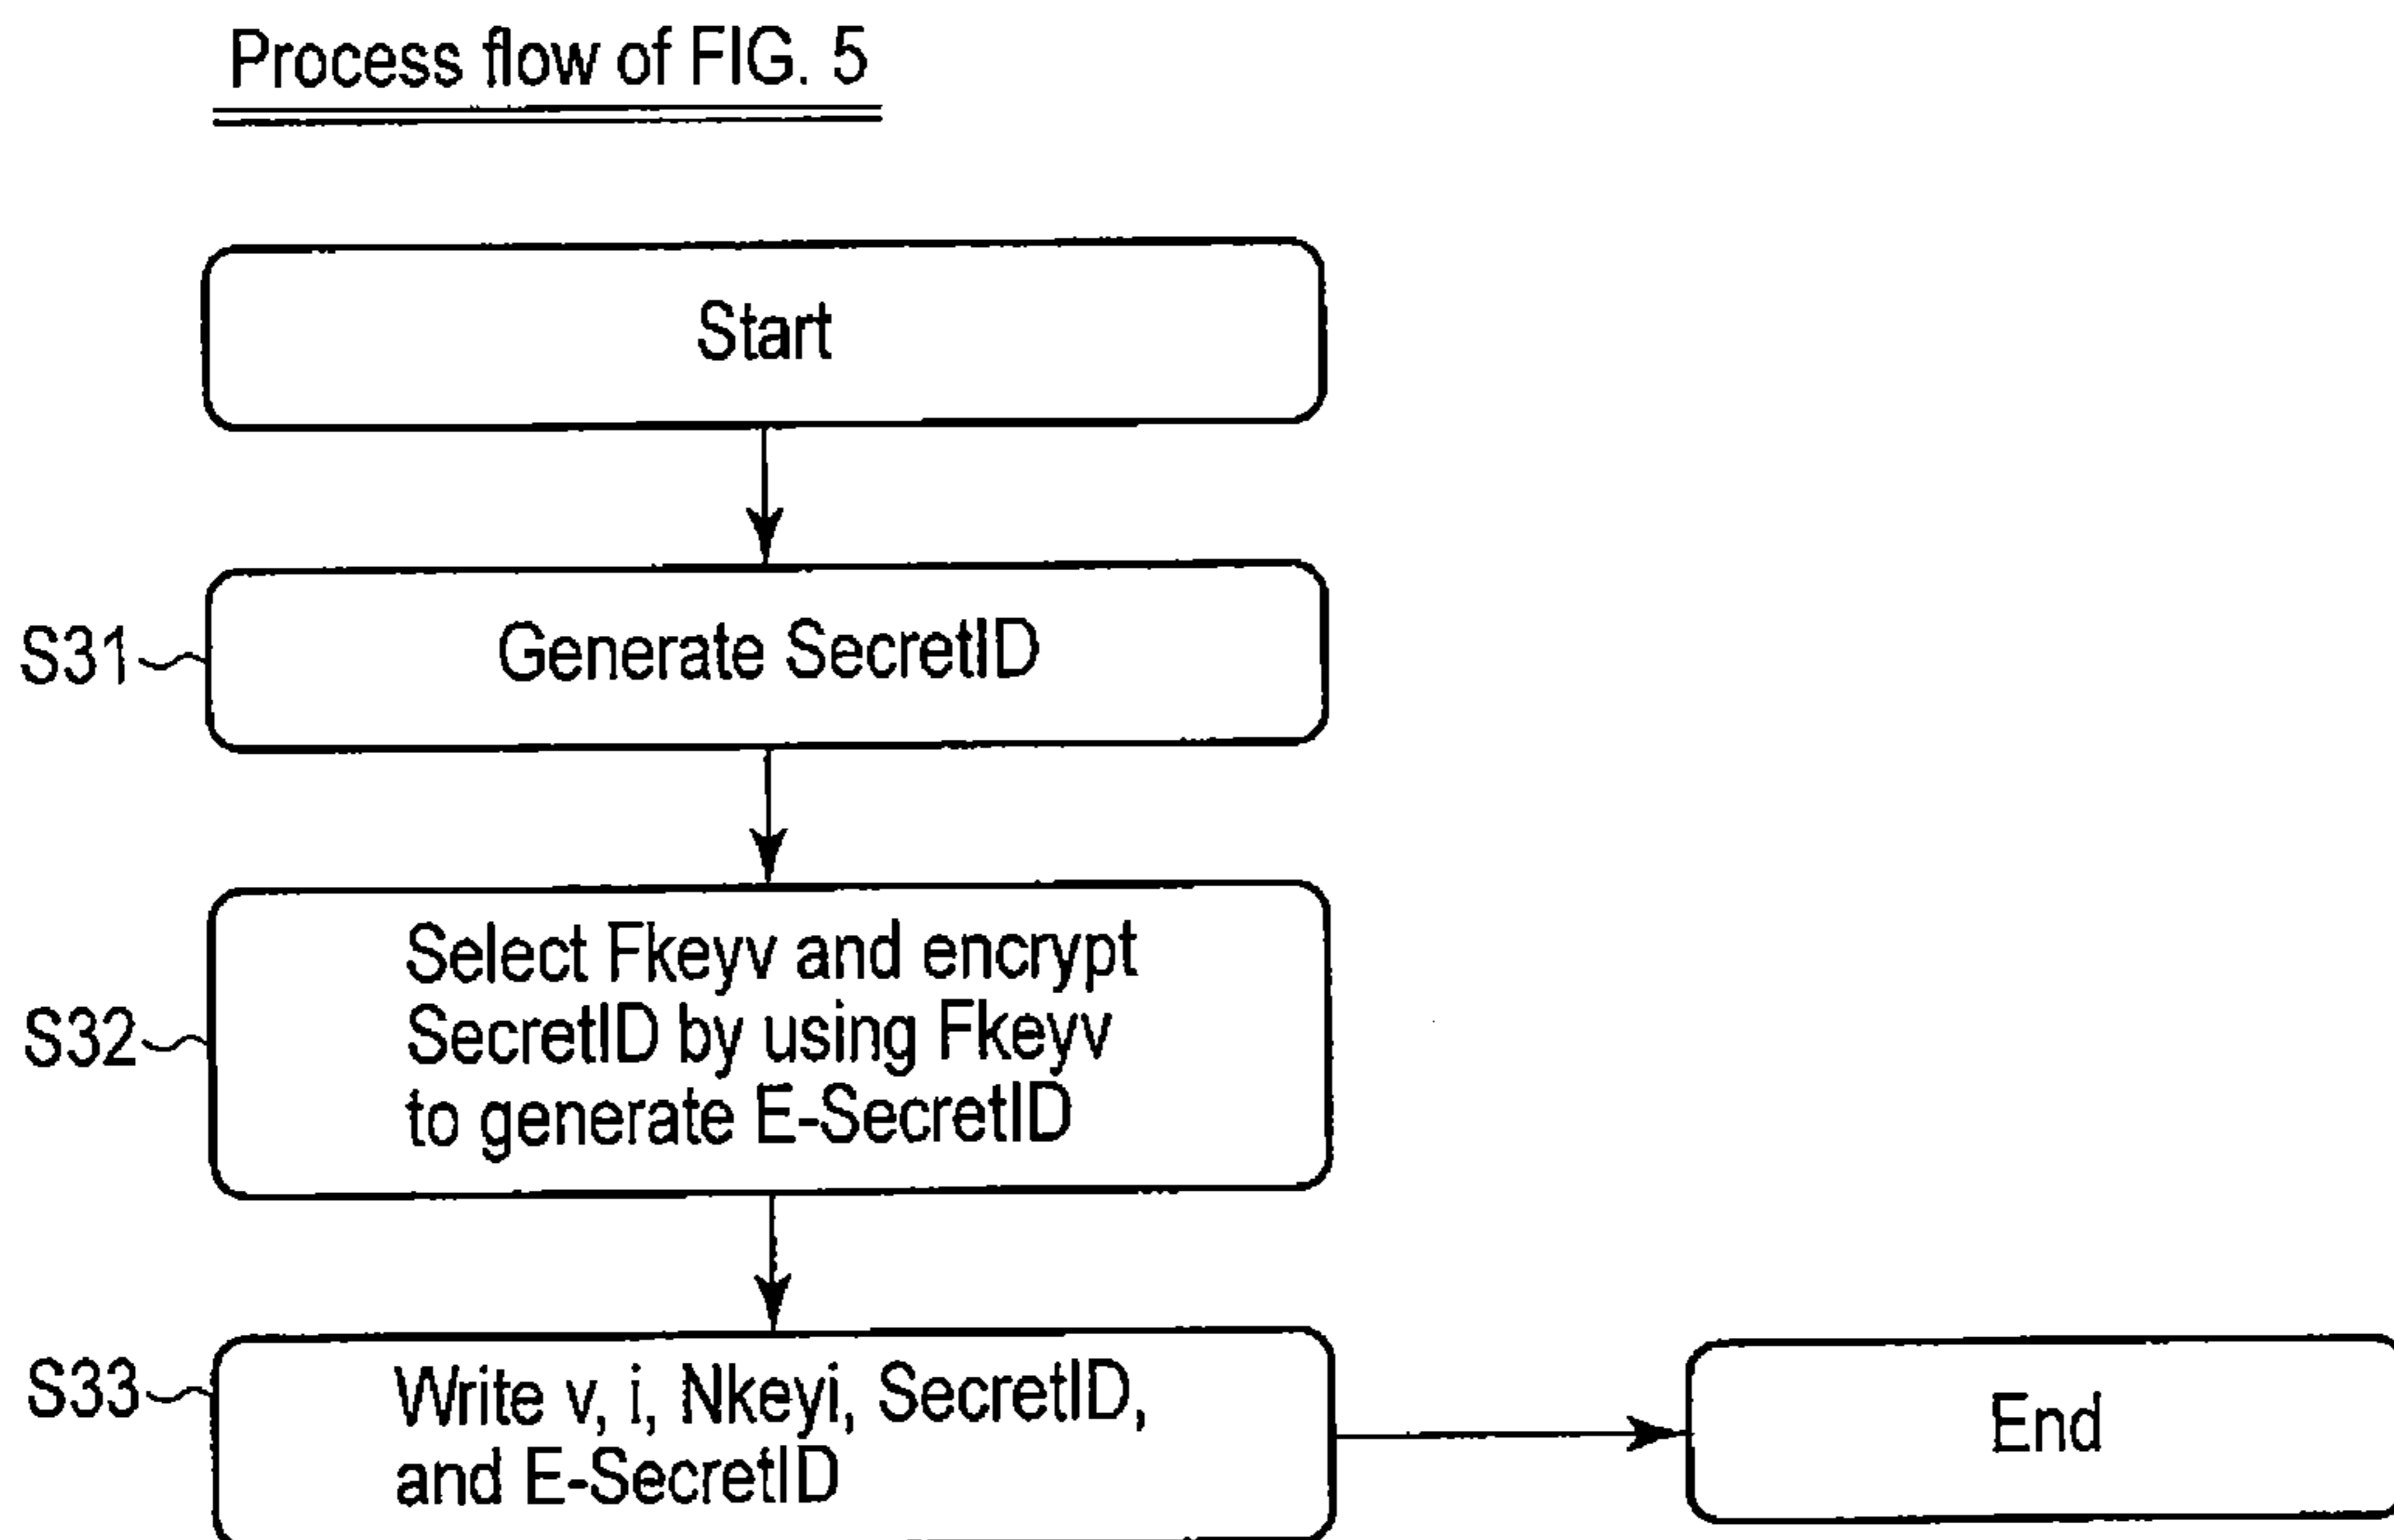 Process flow of FIG. 5
Start
S31
Generate SecretID
S32
Select Fkeyv and encrypt
SecretID by using Fkeyv
to generate E-SecretID
S33
Write v, i, Nkeyi, SecretID,
and E-SecretID
End